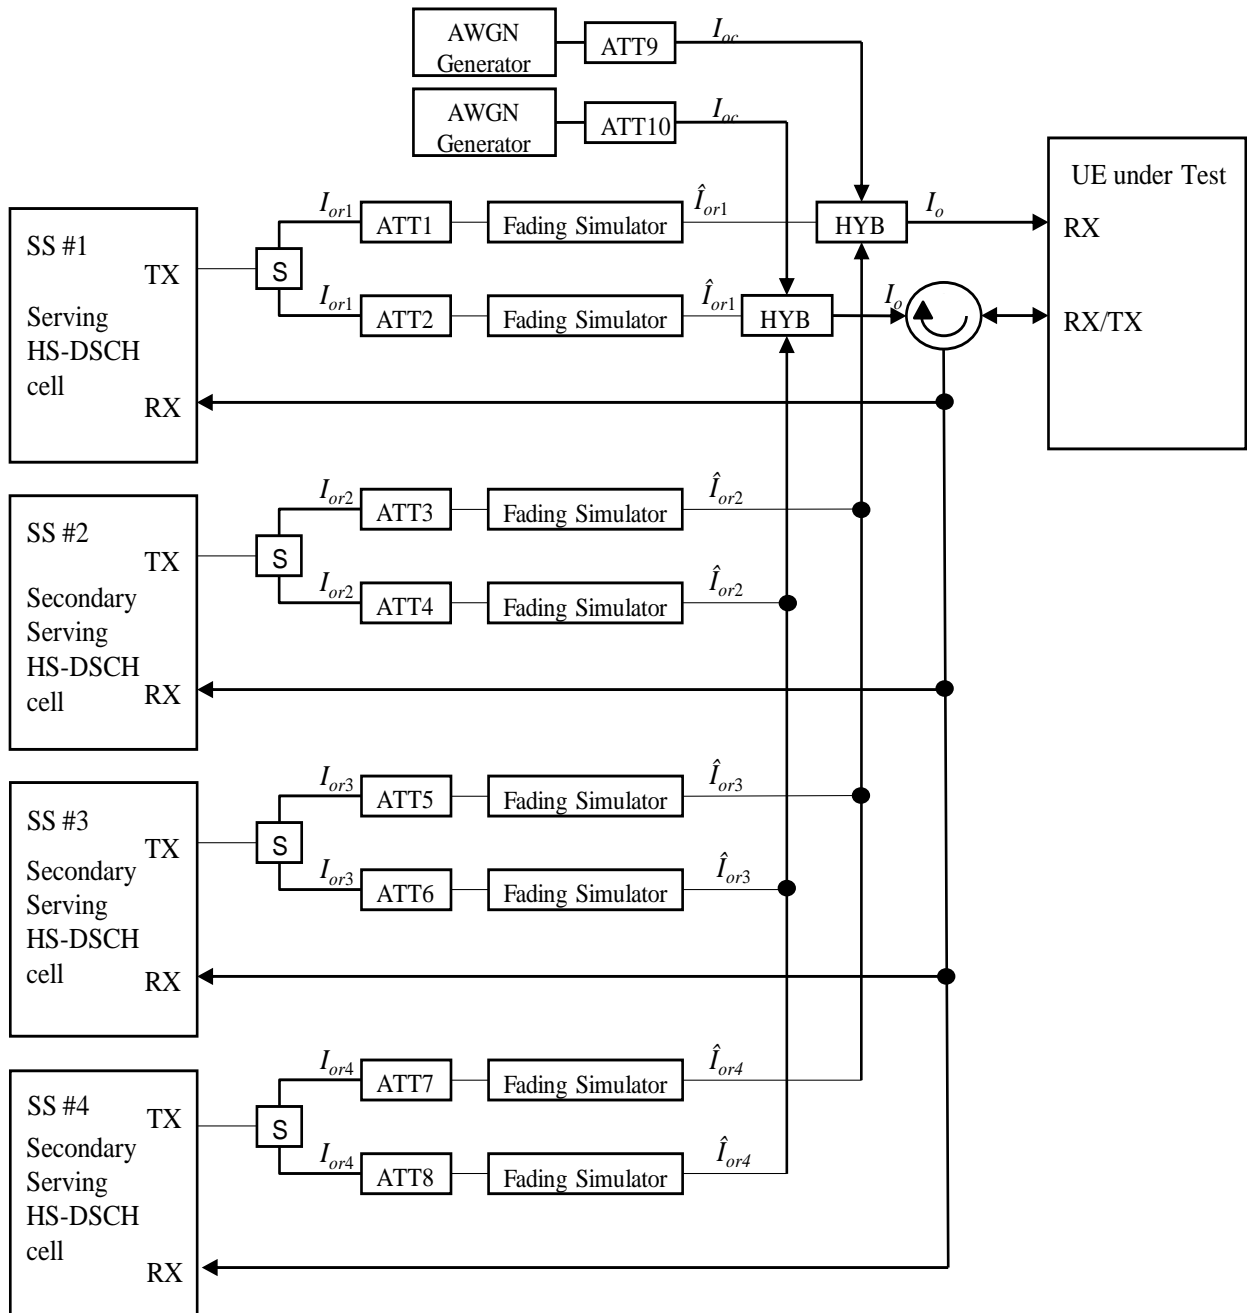 AWGN
Generator
ATT9
I_oc
AWGN
Generator
ATT10
I_oc
UE under Test
RX
RX/TX
SS #1
TX
Serving
HS-DSCH
cell
RX
S
I_or1
ATT1
Fading Simulator
Î_or1
HYB
I_o
I_or1
ATT2
Fading Simulator
Î_or1
HYB
I_o
SS #2
TX
Secondary
Serving
HS-DSCH
cell
RX
S
I_or2
ATT3
Fading Simulator
Î_or2
I_or2
ATT4
Fading Simulator
Î_or2
SS #3
TX
Secondary
Serving
HS-DSCH
cell
RX
S
I_or3
ATT5
Fading Simulator
Î_or3
I_or3
ATT6
Fading Simulator
Î_or3
SS #4
TX
Secondary
Serving
HS-DSCH
cell
RX
S
I_or4
ATT7
Fading Simulator
Î_or4
I_or4
ATT8
Fading Simulator
Î_or4